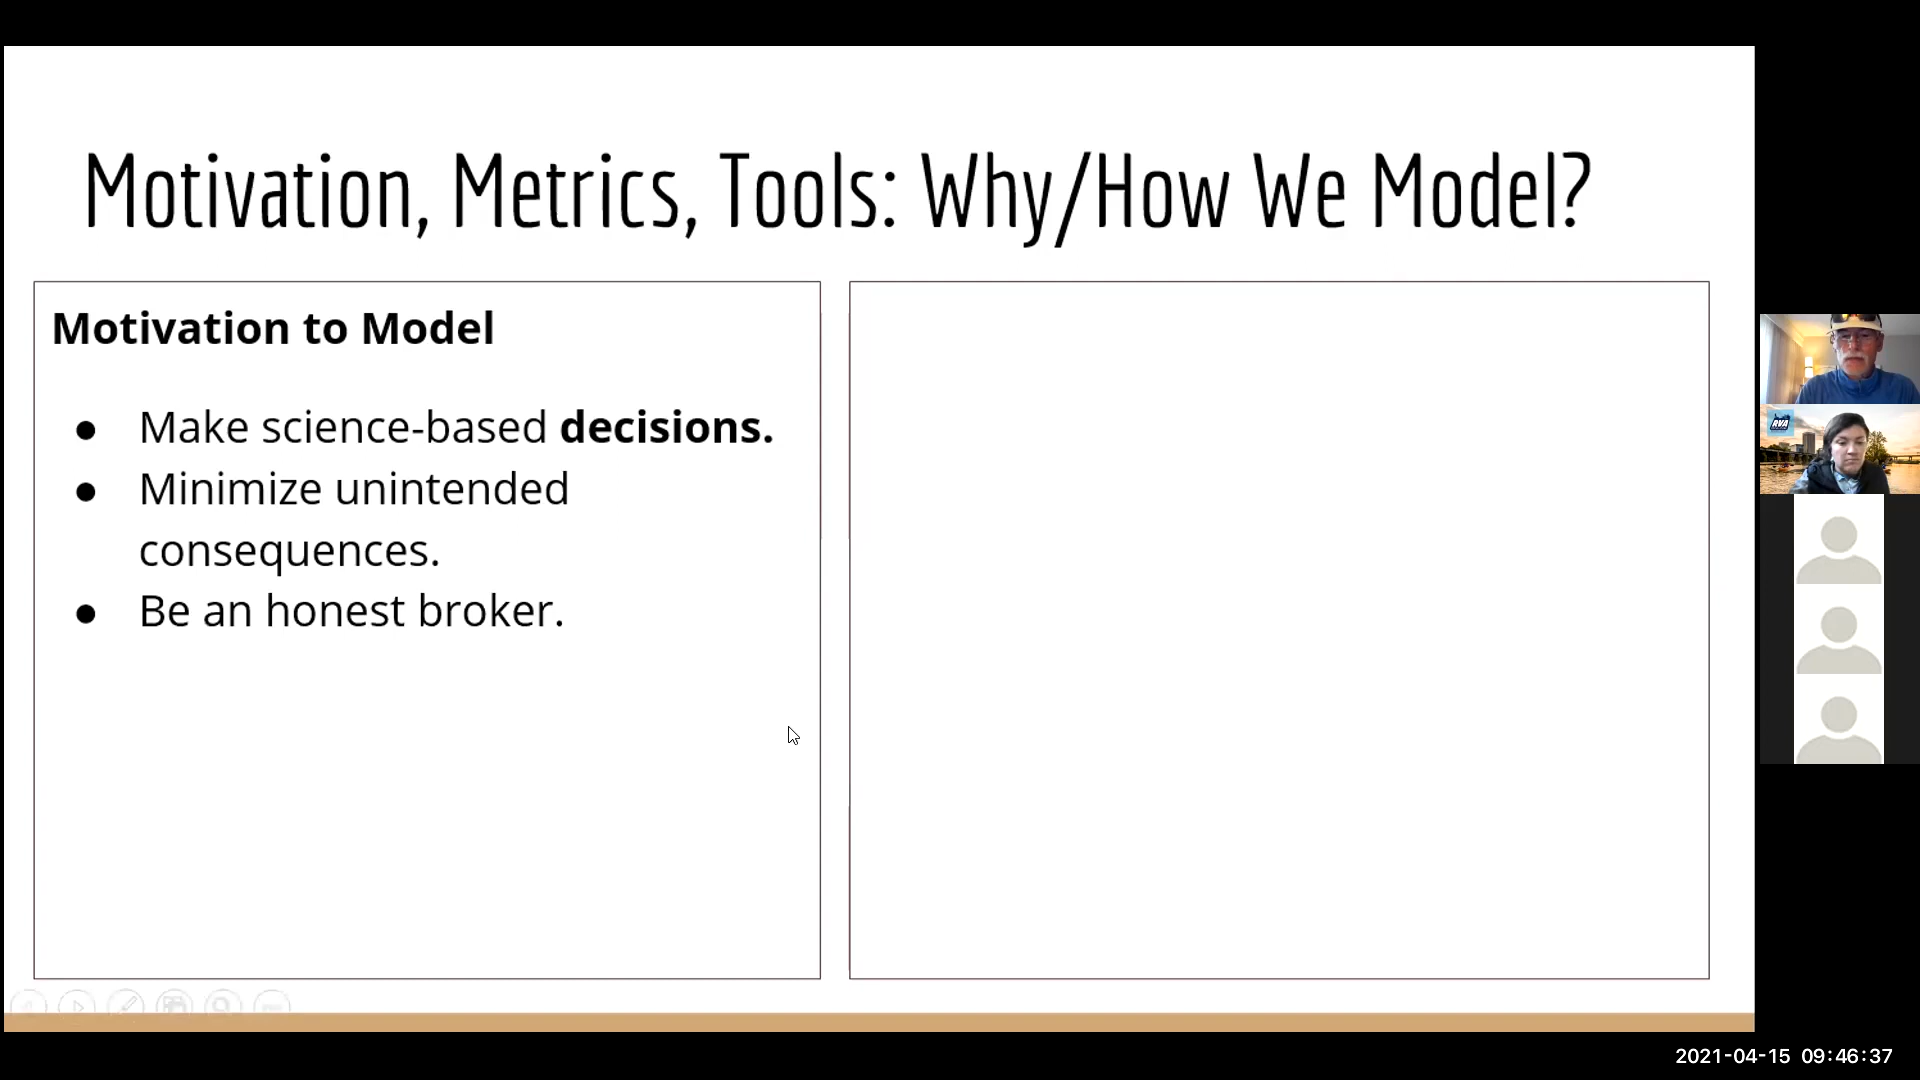 Motivation, Metrics, Tools: Why/How We Model?
Motivation to Model
● Make science-based decisions.
● Minimize unintended
consequences.
● Be an honest broker.
RVA
2021-04-15 09:46:37